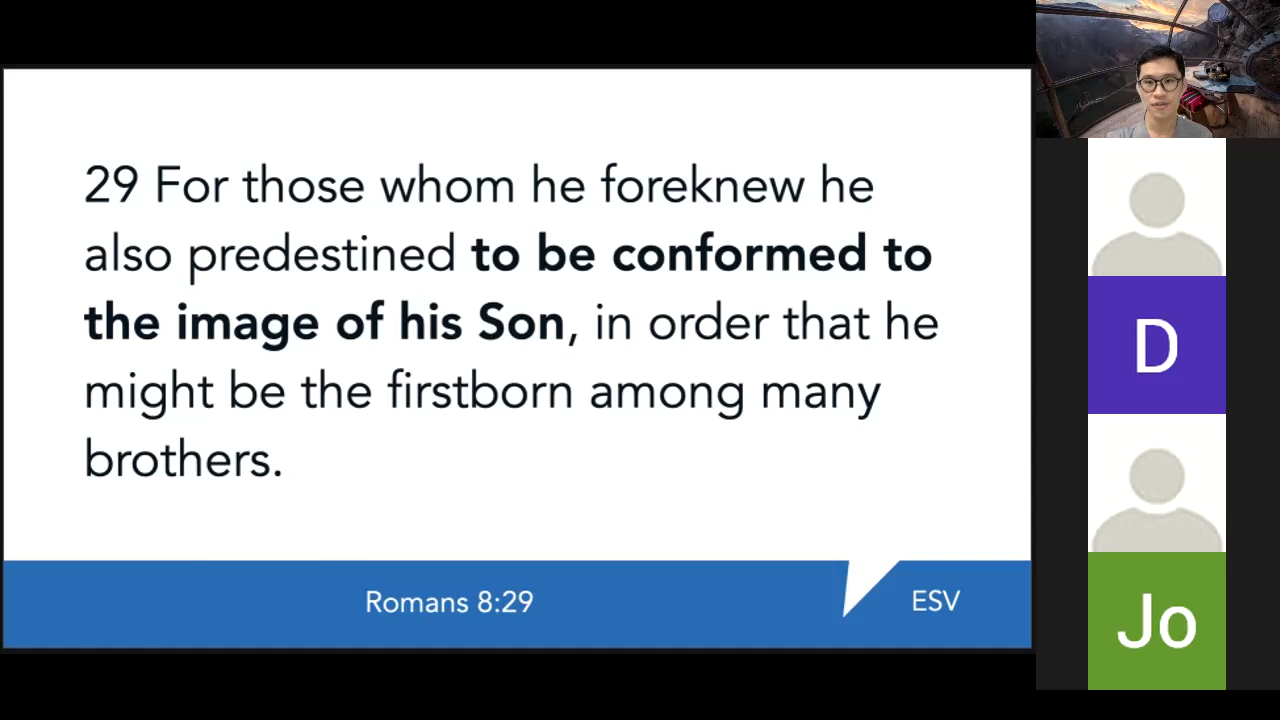 29 For those whom he foreknew he
also predestined to be conformed to
the image of his Son, in order that he
might be the firstborn among many
brothers.
Romans 8:29
ESV
D
Jo